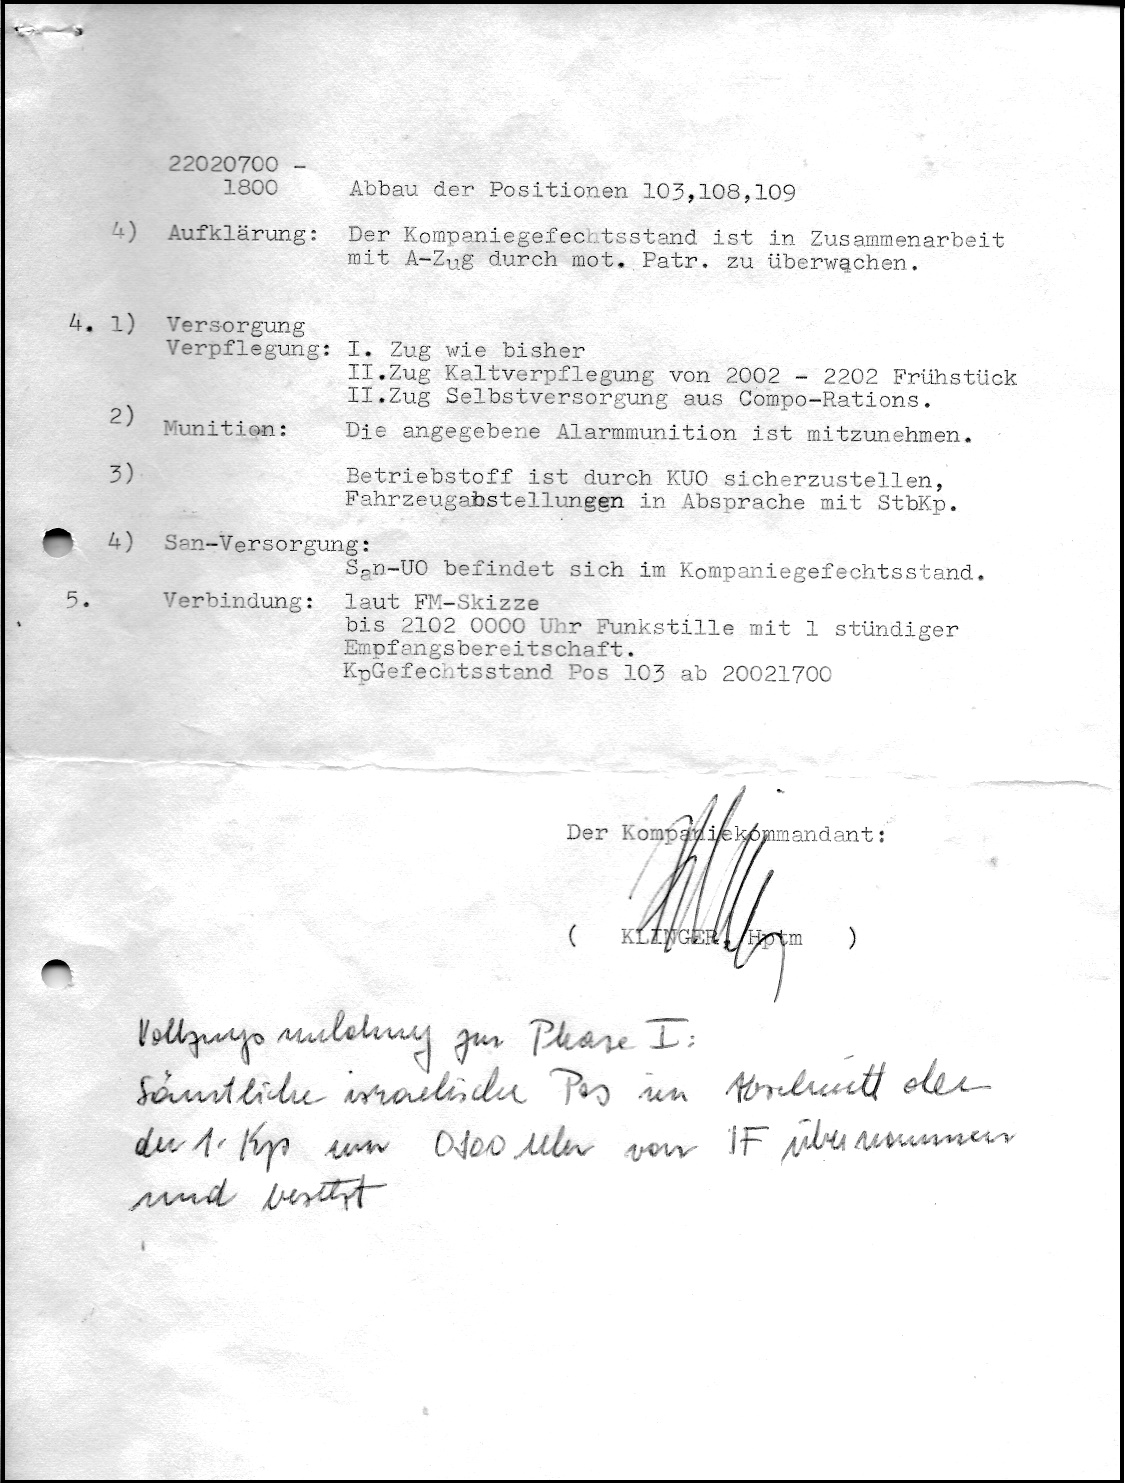 22020700 -
1800 Abbau der Positionen 103,108,109
4) Aufklärung: Der Kompaniegefechtsstand ist in Zusammenarbeit
mit A-Zug durch mot. Patr. zu überwachen.
4. 1) Versorgung
Verpflegung: I. Zug wie bisher
II.Zug Kaltverpflegung von 2002 - 2202 Frühstück
II.Zug Selbstversorgung aus Compo-Rations.
2) Munition: Die angegebene Alarmmunition ist mitzunehmen.
3) Betriebstoff ist durch KUO sicherzustellen,
Fahrzeugabstellungen in Absprache mit StbKp.
4) San-Versorgung:
San-UO befindet sich im Kompaniegefechtsstand.
5. Verbindung: laut FM-Skizze
bis 2102 0000 Uhr Funkstille mit 1 stündiger
Empfangsbereitschaft.
KpGefechtsstand Pos 103 ab 20021700
Der Kompaniekommandant:
( KLINGER, Hptm )
Vollzugsmeldung zur Phase I:
Sämtliche israelische Pos im Abschnitt der
der 1. Kp um Uhr von IF übernommen
und besetzt